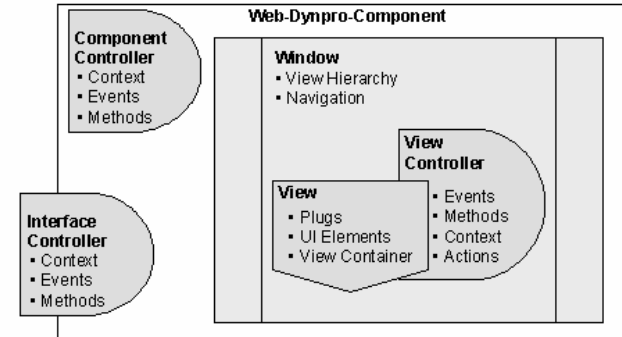 Web-Dynpro-Component
Component
Controller
▪ Context
▪ Events
▪ Methods
Window
▪ View Hierarchy
▪ Navigation
View
Controller
▪ Events
▪ Methods
▪ Context
▪ Actions
View
▪ Plugs
▪ UI Elements
▪ View Container
Interface
Controller
▪ Context
▪ Events
▪ Methods